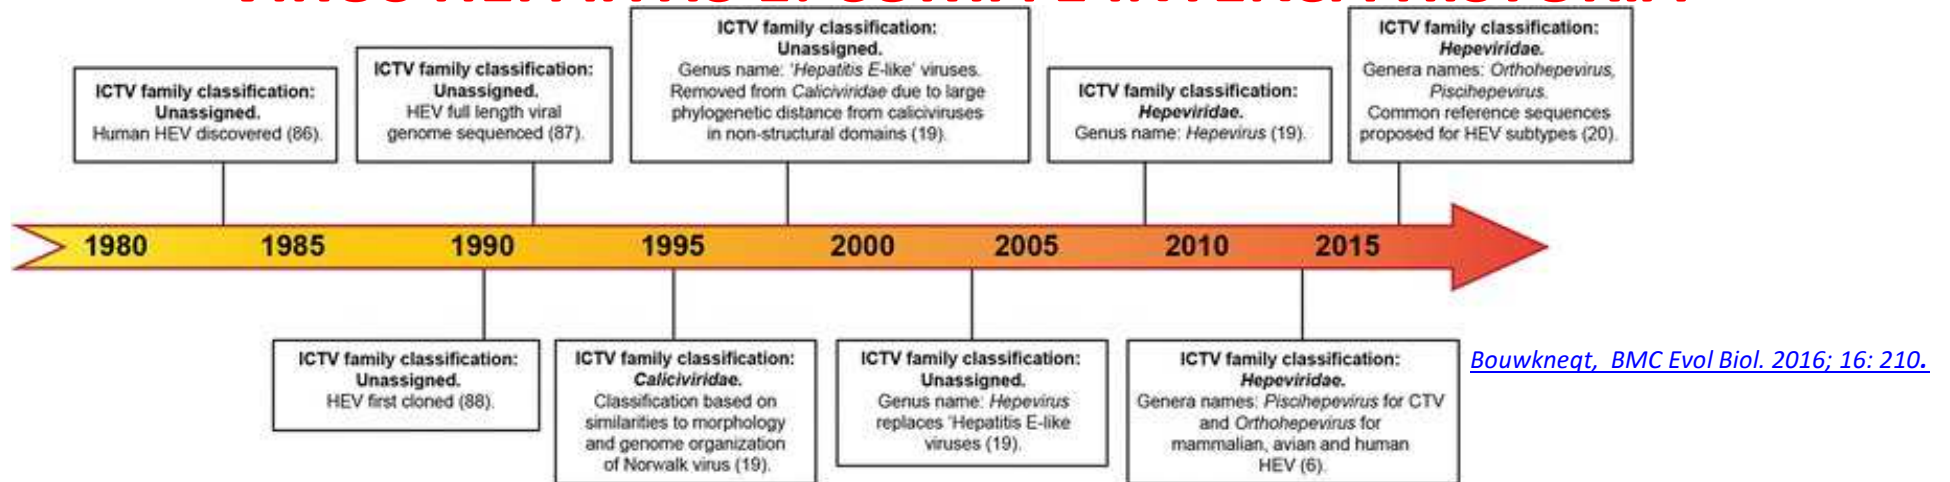 ICTV family classification:
Unassigned.
Human HEV discovered (86).
ICTV family classification:
Unassigned.
HEV full length viral
genome sequenced (87).
ICTV family classification:
Unassigned.
Genus name: ‘Hepatitis E-like’ viruses.
Removed from Caliciviridae due to large
phylogenetic distance from caliciviruses
in non-structural domains (19).
ICTV family classification:
Hepeviridae.
Genus name: Hepevirus (19).
ICTV family classification:
Hepeviridae.
Genera names: Orthohepevirus,
Piscihepevirus.
Common reference sequences
proposed for HEV subtypes (20).
1980 1985 1990 1995 2000 2005 2010 2015
ICTV family classification:
Unassigned.
HEV first cloned (88).
ICTV family classification:
Caliciviridae.
Classification based on
similarities to morphology
and genome organization
of Norwalk virus (19).
ICTV family classification:
Unassigned.
Genus name: Hepevirus
replaces ‘Hepatitis E-like
viruses (19).
ICTV family classification:
Hepeviridae.
Genera names: Piscihepevirus for CTV
and Orthohepevirus for
mammalian, avian and human
HEV (6).
Bouwkneqt, BMC Evol Biol. 2016; 16: 210.